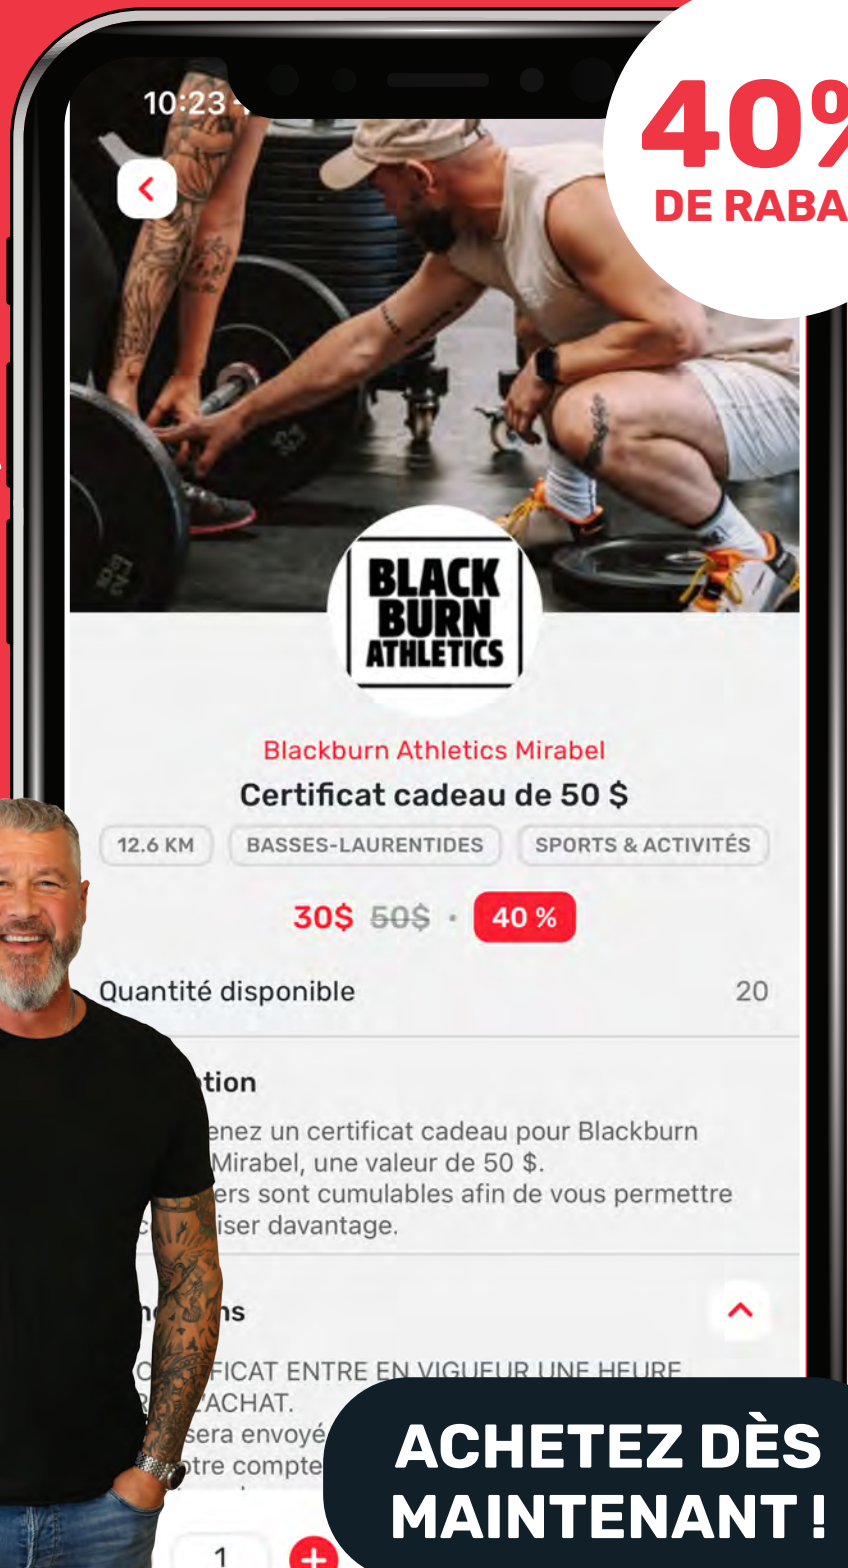 10:23
40%
DE RABA
BLACK
BURN
ATHLETICS
Blackburn Athletics Mirabel
Certificat cadeau de 50 $
12.6 KM BASSES-LAURENTIDES SPORTS & ACTIVITÉS
30$ 50$ · 40 %
Quantité disponible 20
tion
enez un certificat cadeau pour Blackburn
Mirabel, une valeur de 50 $.
ers sont cumulables afin de vous permettre
iser davantage.
ns
FICAT ENTRE EN VIGUEUR UNE HEURE
L'ACHAT.
sera envoyé
otre compte
ACHETEZ DÈS
MAINTENANT !
1 +